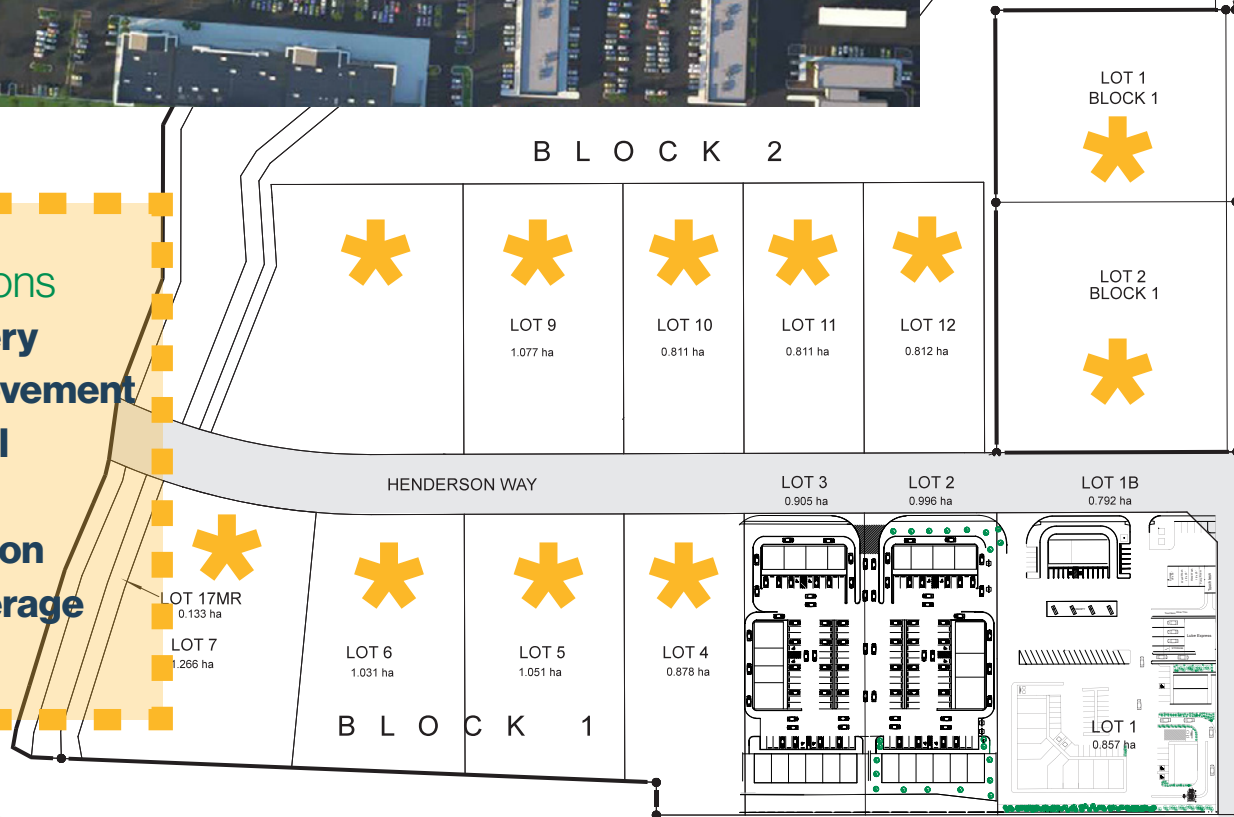 LOT 1
BLOCK 1
BLOCK 2
LOT 2
BLOCK 1
ons
ery
vement
l
on
erage
LOT 9
1.077 ha
LOT 10
0.811 ha
LOT 11
0.811 ha
LOT 12
0.812 ha
HENDERSON WAY
LOT 3
0.905 ha
LOT 2
0.996 ha
LOT 1B
0.792 ha
LOT 17MR
0.133 ha
LOT 7
1.266 ha
LOT 6
1.031 ha
LOT 5
1.051 ha
LOT 4
0.878 ha
BLOCK 1
Lube Express
LOT 1
0.857 ha